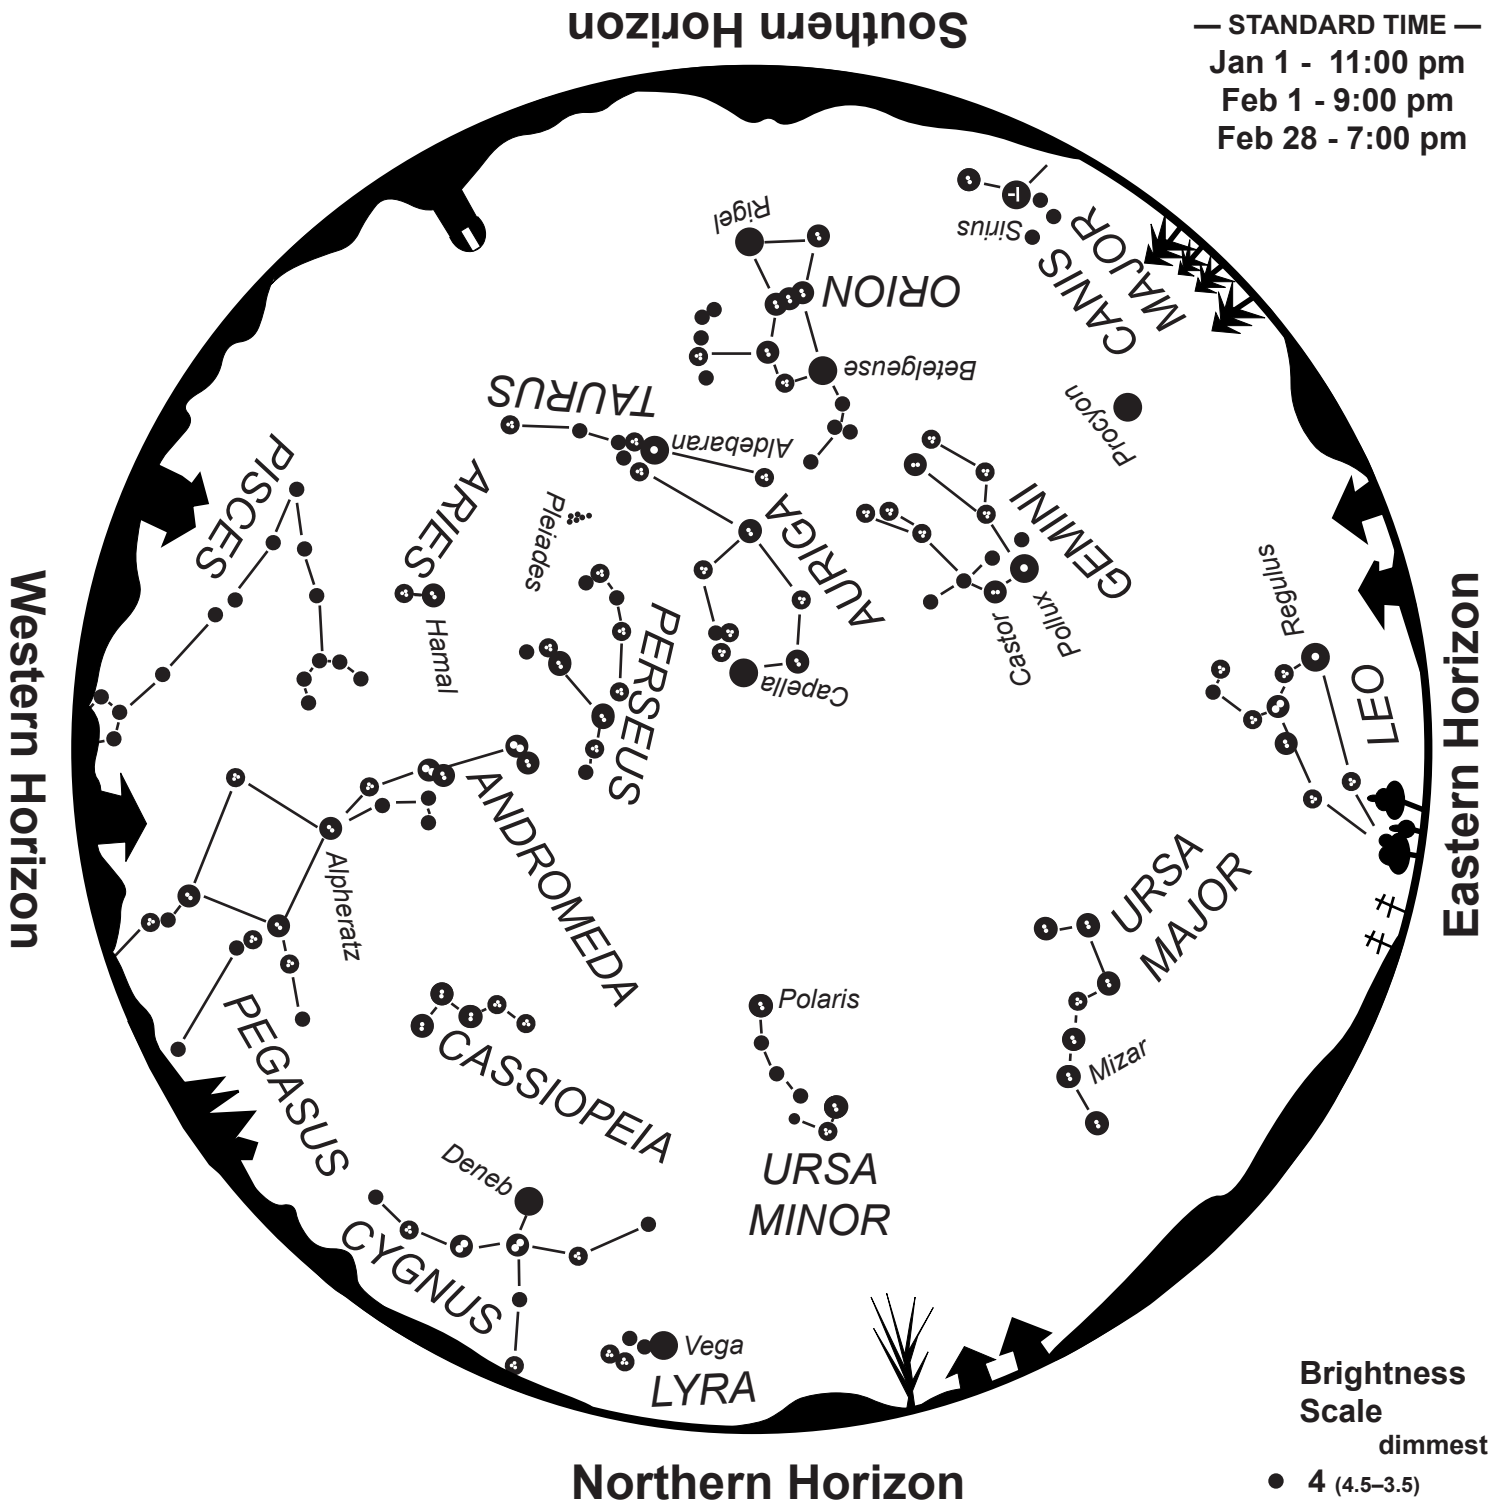 Southern Horizon
— STANDARD TIME —
Jan 1 - 11:00 pm
Feb 1 - 9:00 pm
Feb 28 - 7:00 pm
Rigel
Sirius
CANIS
MAJOR
ORION
Betelgeuse
Procyon
TAURUS
Aldebaran
PISCES
ARIES
Pleiades
AURIGA
GEMINI
Regulus
Hamal
PERSEUS
Capella
Castor
Pollux
LEO
Western Horizon
Eastern Horizon
ANDROMEDA
Alpheratz
URSA
MAJOR
Mizar
PEGASUS
CASSIOPEIA
Polaris
URSA
MINOR
Deneb
CYGNUS
Vega
LYRA
Northern Horizon
Brightness
Scale
dimmest
4 (4.5–3.5)